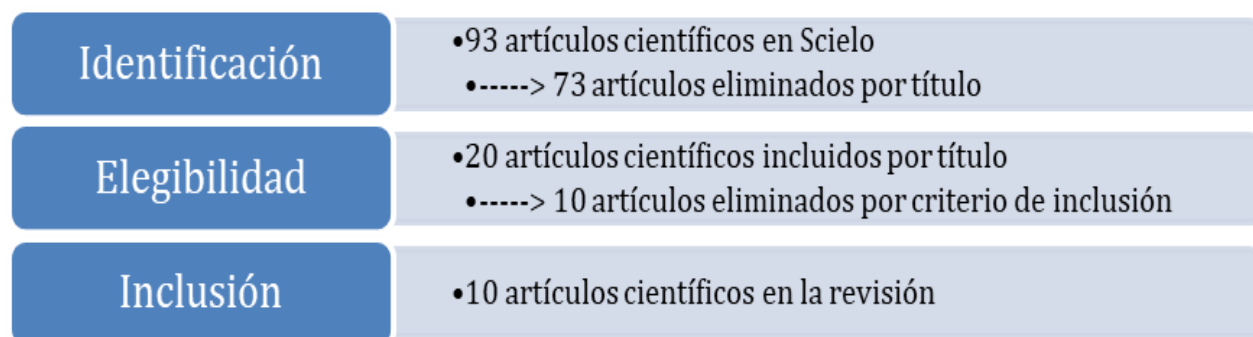 Identificación
•93 artículos científicos en Scielo
•-----> 73 artículos eliminados por título
Elegibilidad
•20 artículos científicos incluidos por título
•-----> 10 artículos eliminados por criterio de inclusión
Inclusión
•10 artículos científicos en la revisión